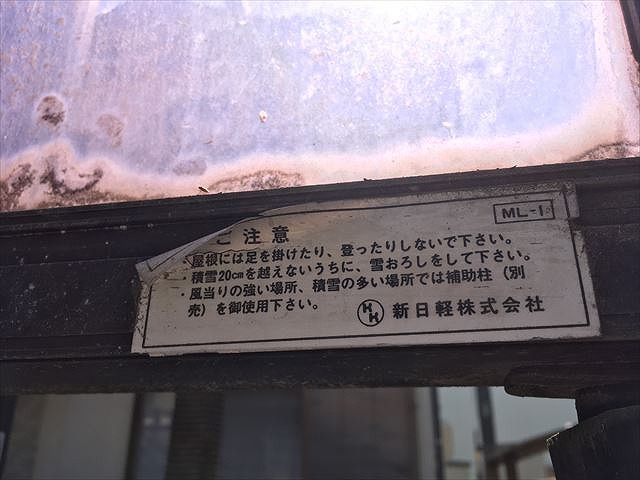 ML-1
ご注意
・屋根には足を掛けたり、登ったりしないで下さい。
・積雪20cmを越えないうちに、雪おろしをして下さい。
・風当りの強い場所、積雪の多い場所では補助柱（別
売）を御使用下さい。
新日軽株式会社